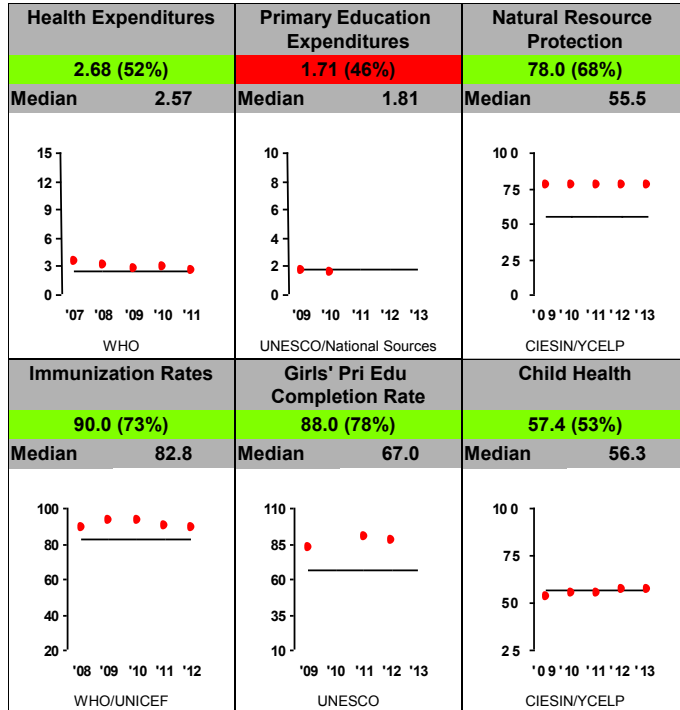 Health Expenditures
2.68 (52%)
Median 2.57
15
12
9
6
3
0
'07 '08 '09 '10 '11
WHO
Primary Education
Expenditures
1.71 (46%)
Median 1.81
10
8
6
4
2
0
'09 '10 '11 '12 '13
UNESCO/National Sources
Natural Resource
Protection
78.0 (68%)
Median 55.5
10 0
75
50
25
0
'0 9 '10 '11 '12 '13
CIESIN/YCELP
Immunization Rates
90.0 (73%)
Median 82.8
100
80
60
40
20
'08 '09 '10 '11 '12
WHO/UNICEF
Girls' Pri Edu
Completion Rate
88.0 (78%)
Median 67.0
110
85
60
35
10
'09 '10 '11 '12 '13
UNESCO
Child Health
57.4 (53%)
Median 56.3
10 0
75
50
2 5
'0 9 '10 '11 '12 '13
CIESIN/YCELP